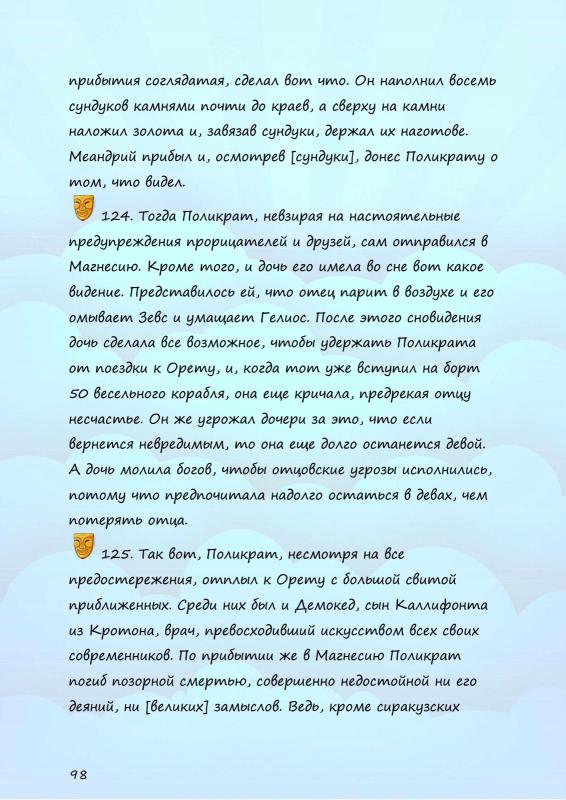 прибытия соглядатая, сделал вот что. Он наполнил восемь
сундуков камнями почти до краев, а сверху на камни
наложил золота и, завязав сундуки, держал их наготове.
Меандрий прибыл и, осмотрев [сундуки], донес Поликрату о
том, что видел.
124. Тогда Поликрат, невзирая на настоятельные
предупреждения прорицателей и друзей, сам отправился в
Магнесию. Кроме того, и дочь его имела во сне вот какое
видение. Представилось ей, что отец парит в воздухе и его
омывает Зевс и умащает Гелиос. После этого сновидения
дочь сделала все возможное, чтобы удержать Поликрата
от поездки к Орету, и, когда тот уже вступил на борт
50 весельного корабля, она еще кричала, предрекая отцу
несчастье. Он же угрожал дочери за это, что если
вернется невредимым, то она еще долго останется девой.
А дочь молила богов, чтобы отцовские угрозы исполнились,
потому что предпочитала надолго остаться в девах, чем
потерять отца.
125. Так вот, Поликрат, несмотря на все
предостережения, отплыл к Орету с большой свитой
приближенных. Среди них был и Демокед, сын Каллифонта
из Кротона, врач, превосходивший искусством всех своих
современников. По прибытии же в Магнесию Поликрат
погиб позорной смертью, совершенно недостойной ни его
деяний, ни [великих] замыслов. Ведь, кроме сиракузских
98